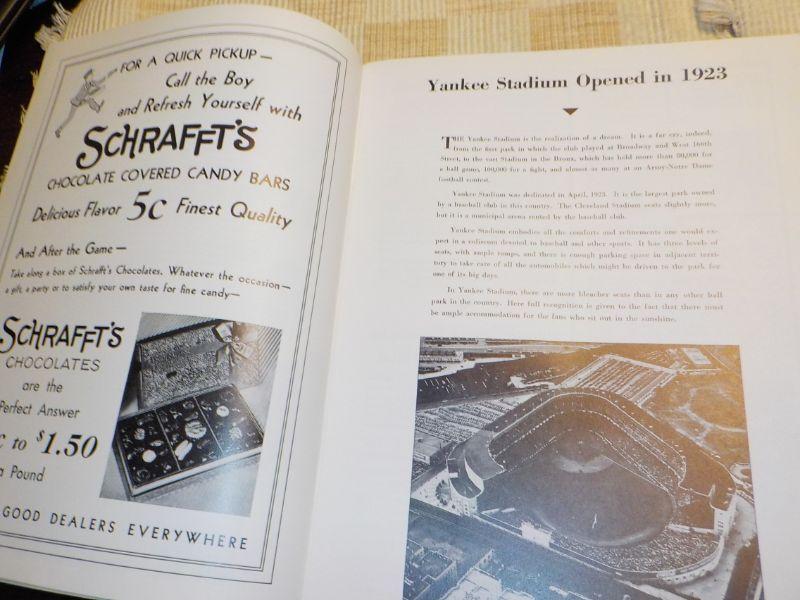 FOR A QUICK PICKUP—
Call the Boy
and Refresh Yourself with
SCHRAFFT'S
CHOCOLATE COVERED CANDY BARS
Delicious Flavor 5c Finest Quality
And After the Game—
Take along a box of Schrafft's Chocolates. Whatever the occasion—
a gift, a party or to satisfy your own taste for fine candy—
SCHRAFFT'S
CHOCOLATES
are the
Perfect Answer
to $1.50
a Pound
GOOD DEALERS EVERYWHERE
Yankee Stadium Opened in 1923
THE Yankee Stadium is the realization of a dream. It is a far cry, indeed,
from the first park in which the club played at Broadway and West 168th
Street, to the vast Stadium in the Bronx, which has held more than 80,000 for
a ball game, 100,000 for a fight, and almost as many at an Army-Notre Dame
football contest.
Yankee Stadium was dedicated in April, 1923. It is the largest park owned
by a baseball club in this country. The Cleveland Stadium seats slightly more,
but it is a municipal arena rented by the baseball club.
Yankee Stadium embodies all the comforts and refinements one would ex-
pect in a coliseum devoted to baseball and other sports. It has three levels of
seats, with ample ramps, and there is enough parking space in adjacent terri-
tory to take care of all the automobiles which might be driven to the park for
one of its big days.
In Yankee Stadium, there are more bleacher seats than in any other ball
park in the country. Here full recognition is given to the fact that there must
be ample accommodation for the fans who sit out in the sunshine.